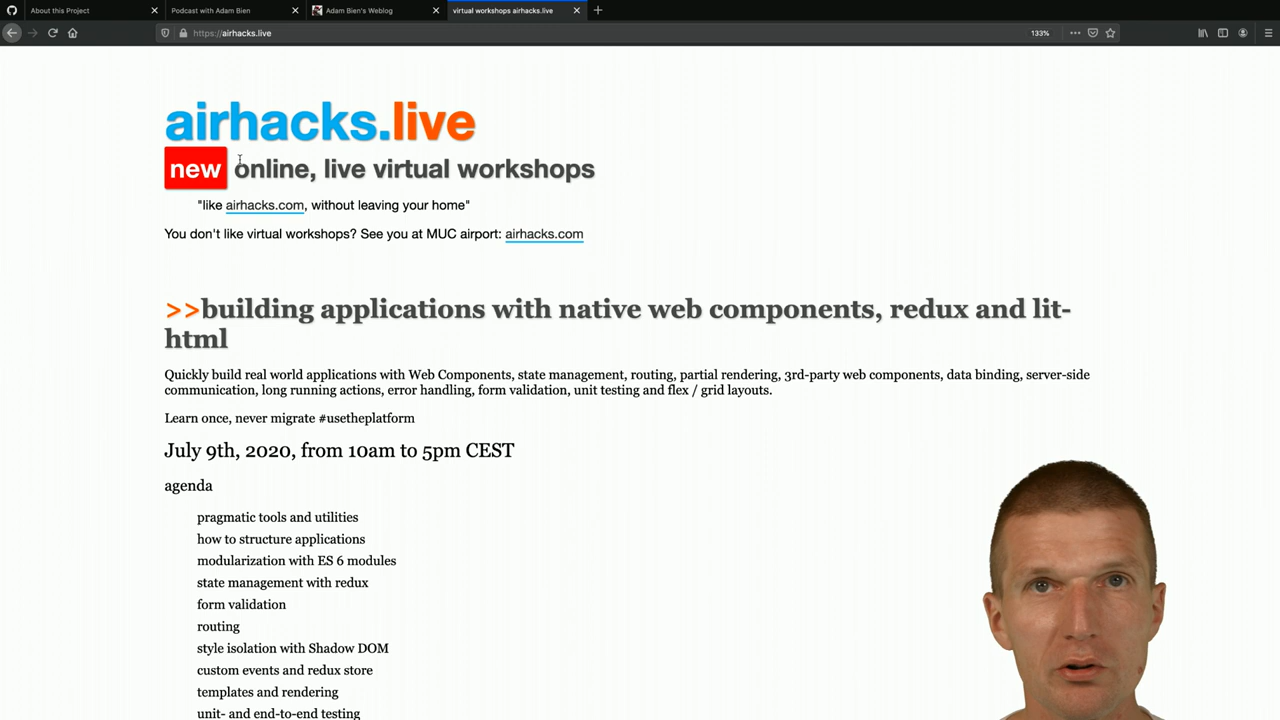 About this Project
Podcast with Adam Bien
Adam Bien's Weblog
virtual workshops airhacks.live
https://airhacks.live
133%
airhacks.live
new online, live virtual workshops
"like airhacks.com, without leaving your home"
You don't like virtual workshops? See you at MUC airport: airhacks.com
>>building applications with native web components, redux and lit-
html
Quickly build real world applications with Web Components, state management, routing, partial rendering, 3rd-party web components, data binding, server-side
communication, long running actions, error handling, form validation, unit testing and flex / grid layouts.
Learn once, never migrate #usetheplatform
July 9th, 2020, from 10am to 5pm CEST
agenda
pragmatic tools and utilities
how to structure applications
modularization with ES 6 modules
state management with redux
form validation
routing
style isolation with Shadow DOM
custom events and redux store
templates and rendering
unit- and end-to-end testing